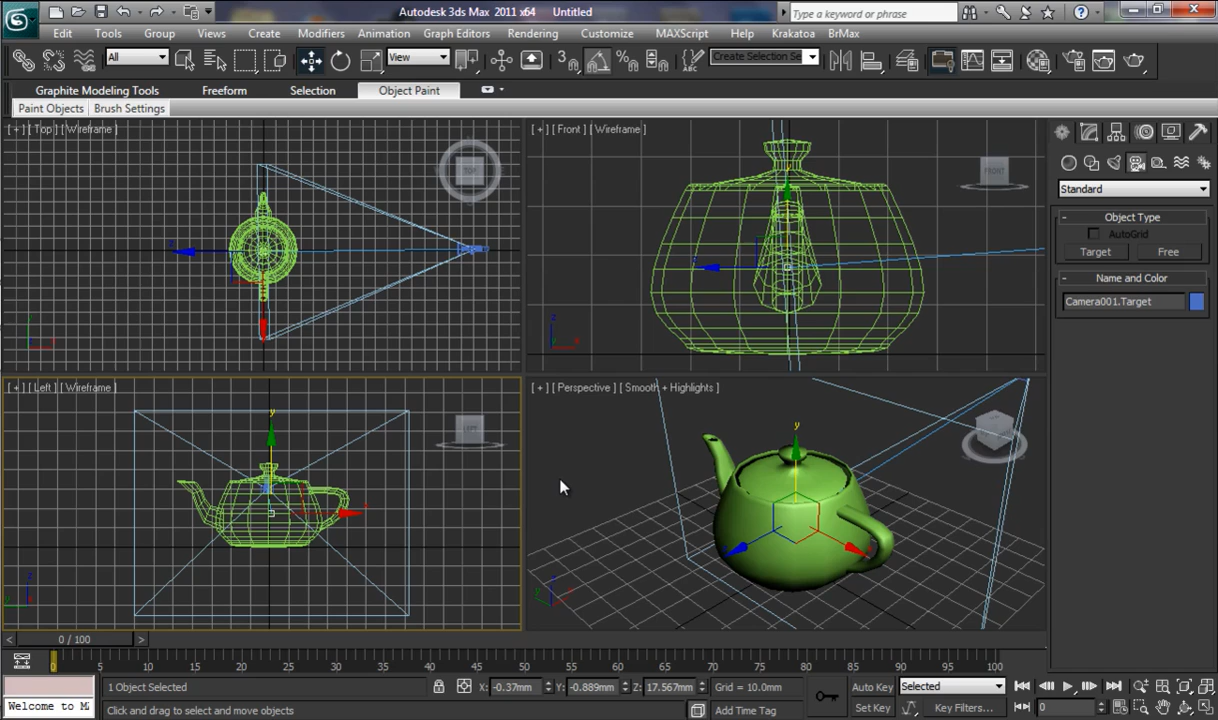 Autodesk 3ds Max 2011 x64 Untitled
Type a keyword or phrase
Edit Tools Group Views Create Modifiers Animation Graph Editors Rendering Customize MAXScript Help Krakatoa BrMax
All View Create Selection Se
Graphite Modeling Tools Freeform Selection Object Paint
Paint Objects Brush Settings
[ + ] [ Top ] [ Wireframe ]
TOP
[ + ] [ Front ] [ Wireframe ]
FRONT
Standard
- Object Type
AutoGrid
Target Free
- Name and Color
Camera001.Target
[ + ] [ Left ] [ Wireframe ]
LEFT
[ + ] [ Perspective ] [ Smooth + Highlights ]
< 0 / 100 >
0 5 10 15 20 25 30 35 40 45 50 55 60 65 70 75 80 85 90 95 100
1 Object Selected X: -0.37mm Y: -0.889mm Z: 17.567mm Grid = 10.0mm Auto Key Selected
Welcome to M Click and drag to select and move objects Add Time Tag Set Key Key Filters... 0